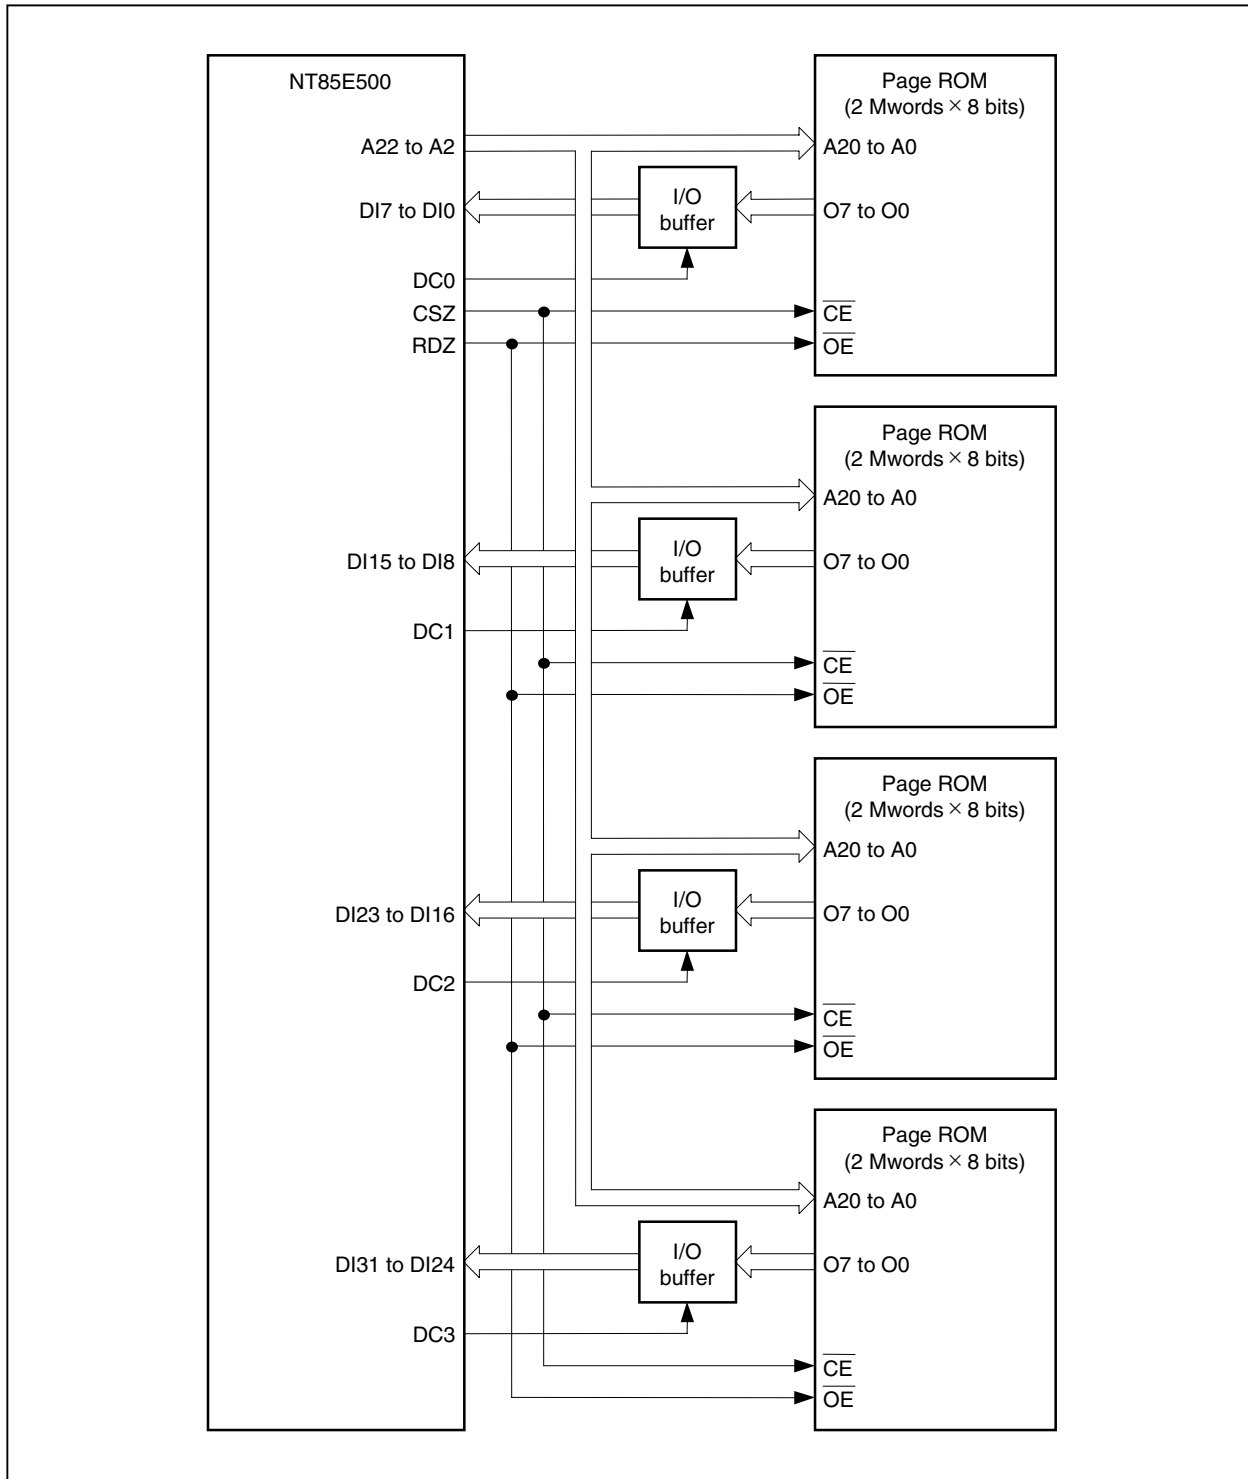 NT85E500
Page ROM
(2 Mwords × 8 bits)
A22 to A2
A20 to A0
I/O
buffer
DI7 to DI0
O7 to O0
DC0
CSZ
CE
RDZ
OE
Page ROM
(2 Mwords × 8 bits)
A20 to A0
I/O
buffer
DI15 to DI8
O7 to O0
DC1
CE
OE
Page ROM
(2 Mwords × 8 bits)
A20 to A0
I/O
buffer
DI23 to DI16
O7 to O0
DC2
CE
OE
Page ROM
(2 Mwords × 8 bits)
A20 to A0
I/O
buffer
DI31 to DI24
O7 to O0
DC3
CE
OE